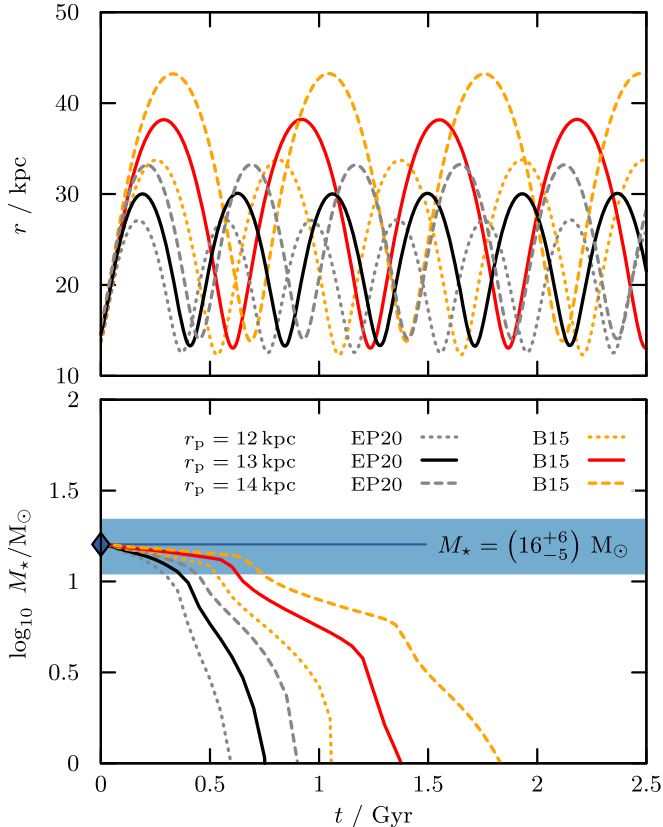 50
40
30
20
10
r / kpc
2
1.5
1
0.5
0
log₁₀ M⋆/M⊙
r_p = 12 kpc EP20 B15
r_p = 13 kpc EP20 B15
r_p = 14 kpc EP20 B15
M⋆ = (16⁺⁶₋₅) M⊙
0 0.5 1 1.5 2 2.5
t / Gyr